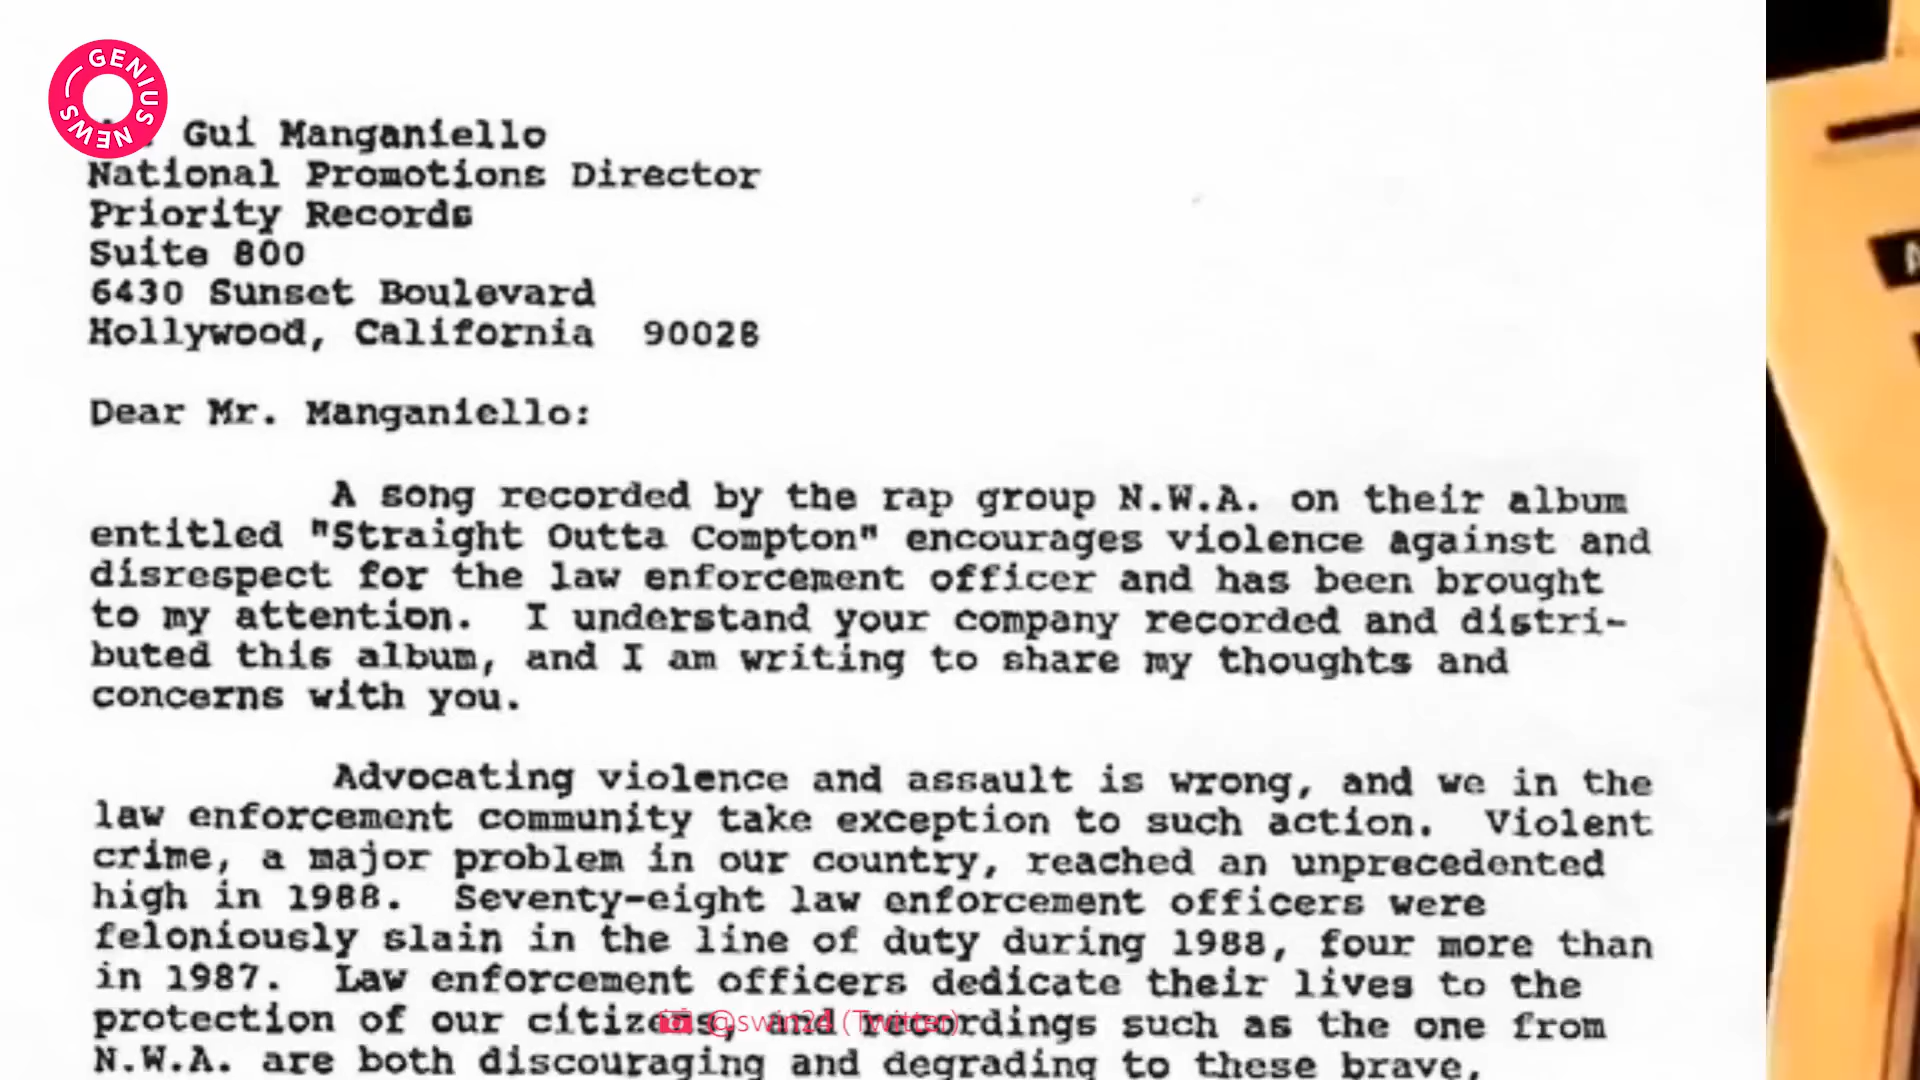 GENIUS NEWS
Gui Manganiello
National Promotions Director
Priority Records
Suite 800
6430 Sunset Boulevard
Hollywood, California 90028
Dear Mr. Manganiello:
A song recorded by the rap group N.W.A. on their album
entitled "Straight Outta Compton" encourages violence against and
disrespect for the law enforcement officer and has been brought
to my attention. I understand your company recorded and distri-
buted this album, and I am writing to share my thoughts and
concerns with you.
Advocating violence and assault is wrong, and we in the
law enforcement community take exception to such action. Violent
crime, a major problem in our country, reached an unprecedented
high in 1988. Seventy-eight law enforcement officers were
feloniously slain in the line of duty during 1988, four more than
in 1987. Law enforcement officers dedicate their lives to the
protection of our citizens, and recordings such as the one from
@swin24 (Twitter)
N.W.A. are both discouraging and degrading to these brave,